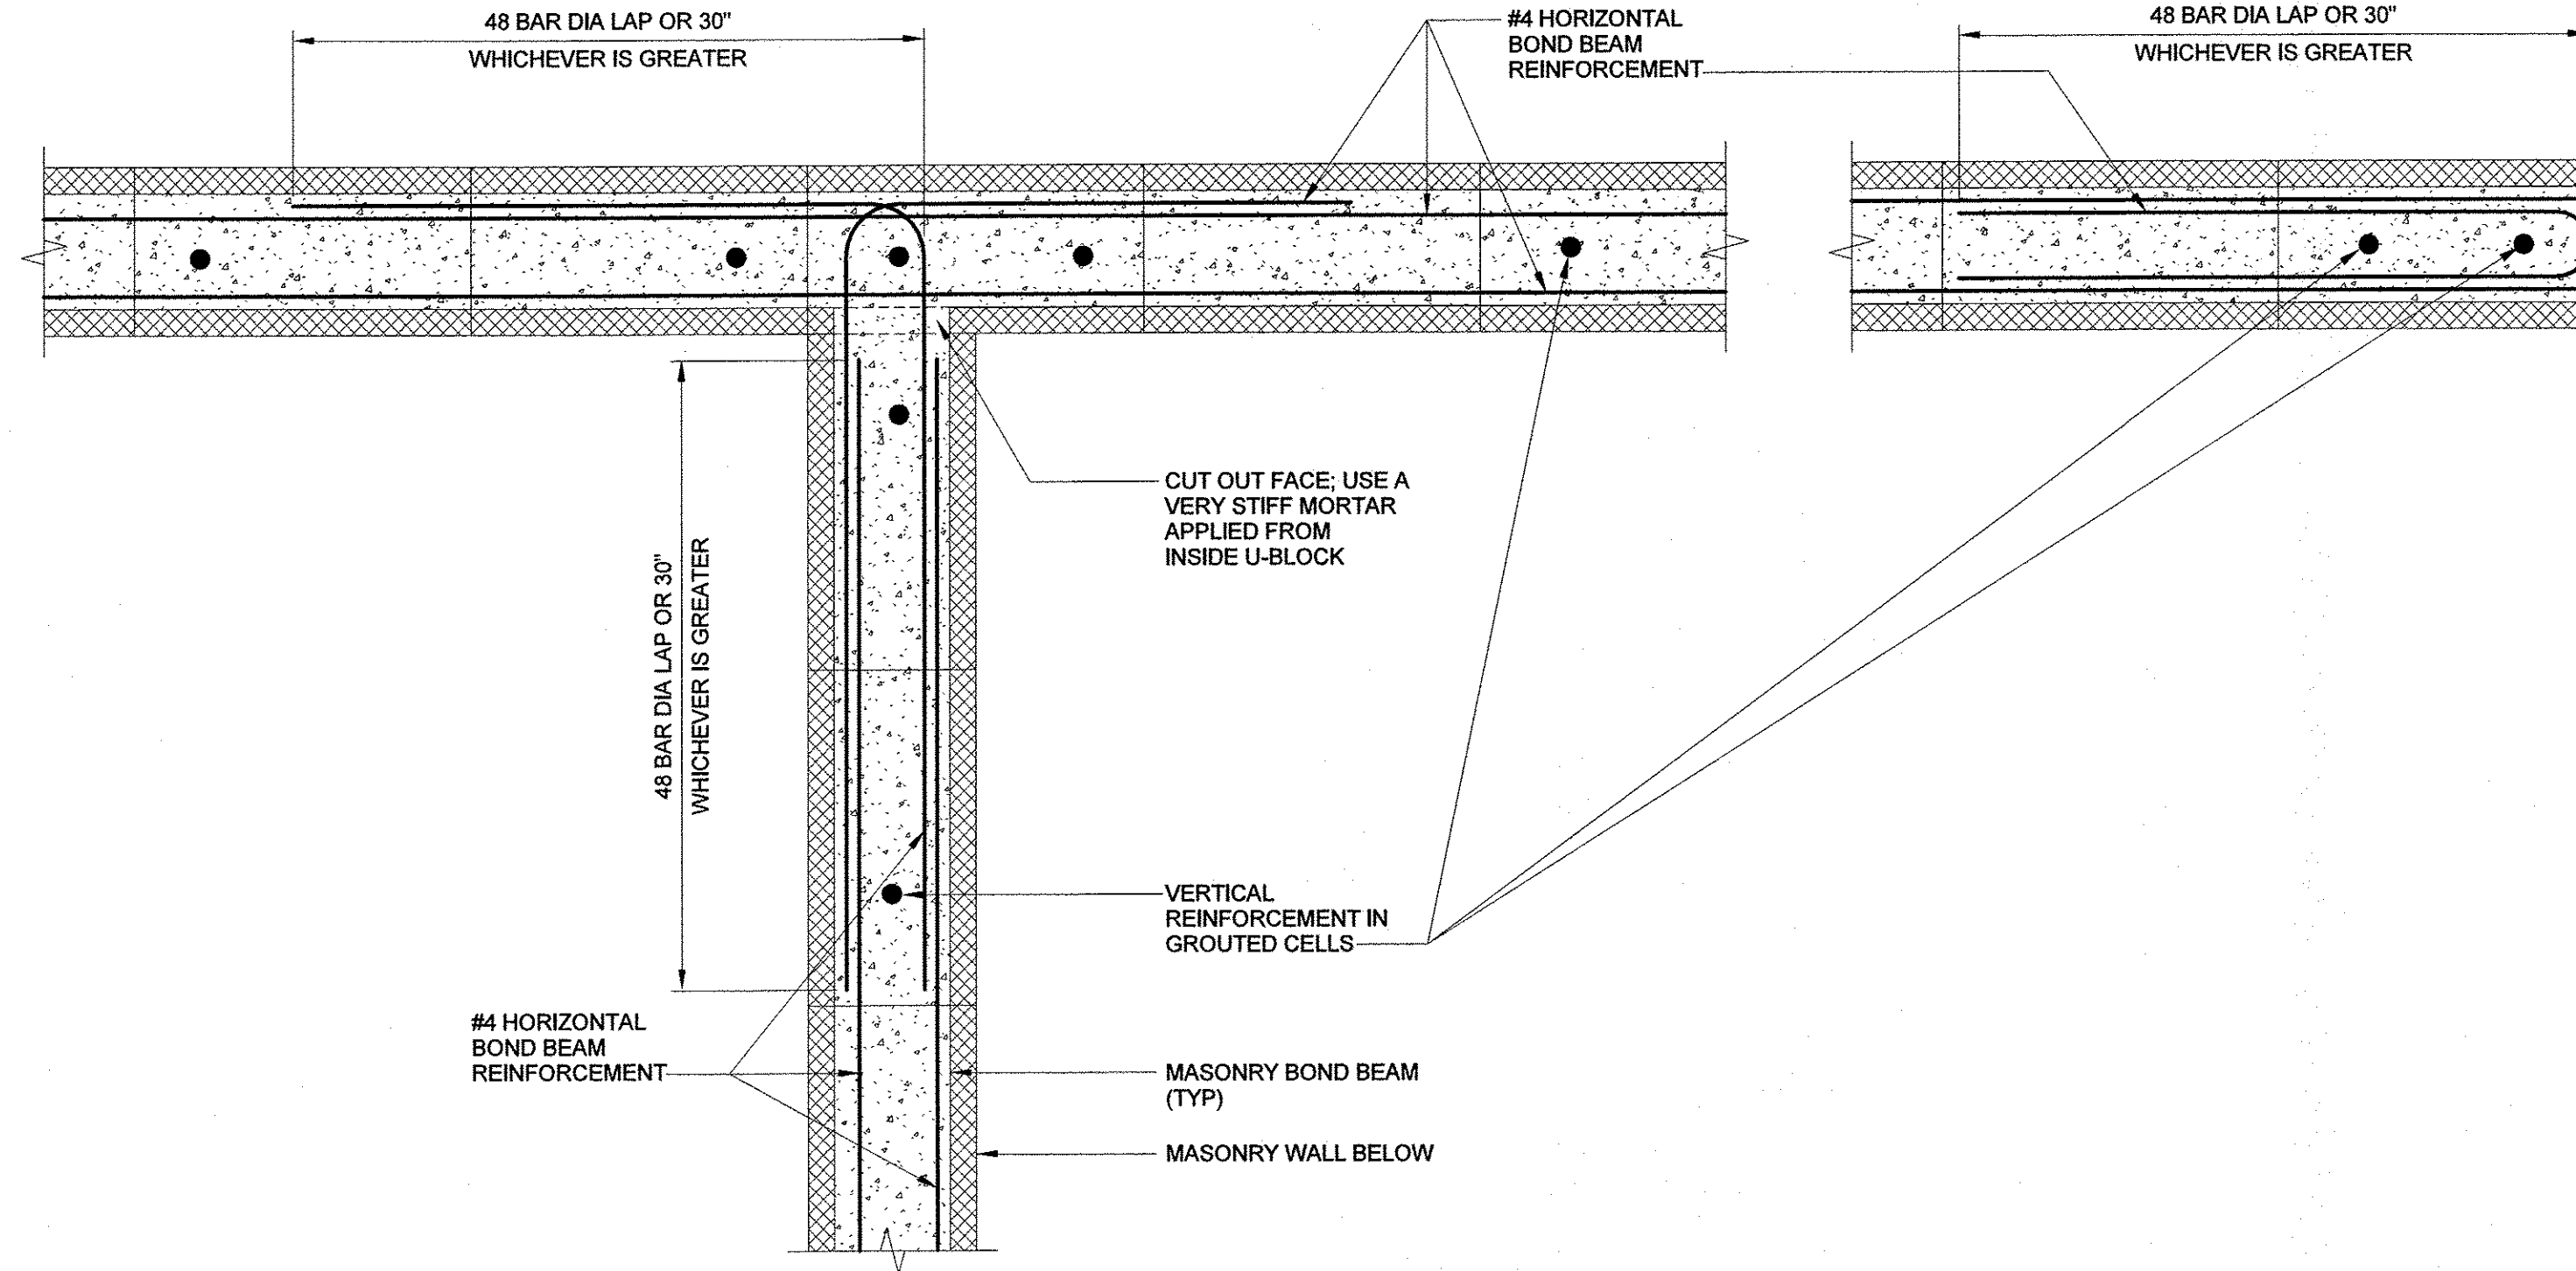 48 BAR DIA LAP OR 30"
WHICHEVER IS GREATER
#4 HORIZONTAL
BOND BEAM
REINFORCEMENT
48 BAR DIA LAP OR 30"
WHICHEVER IS GREATER
CUT OUT FACE; USE A
VERY STIFF MORTAR
APPLIED FROM
INSIDE U-BLOCK
48 BAR DIA LAP OR 30"
WHICHEVER IS GREATER
VERTICAL
REINFORCEMENT IN
GROUTED CELLS
#4 HORIZONTAL
BOND BEAM
REINFORCEMENT
MASONRY BOND BEAM
(TYP)
MASONRY WALL BELOW